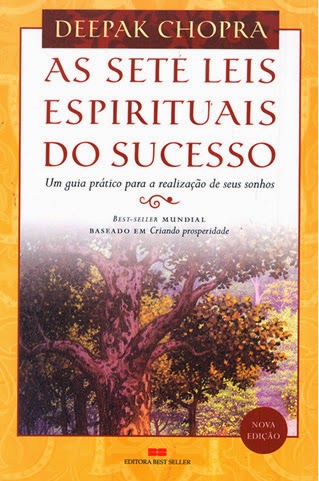 DEEPAK CHOPRA
AS SETE LEIS
ESPIRITUAIS
DO SUCESSO
Um guia prático para a realização de seus sonhos
BEST-SELLER MUNDIAL
BASEADO EM Criando prosperidade
NOVA
EDIÇÃO
EDITORA BEST SELLER